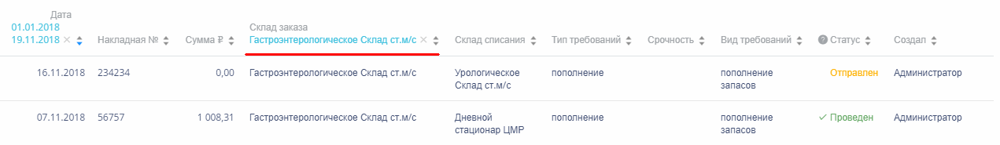 Дата
01.01.2018
19.11.2018 ×
Накладная №
Сумма ₽
Склад заказа
Гастроэнтерологическое Склад ст.м/с ×
Склад списания
Тип требований
Срочность
Вид требований
? Статус
Создал
16.11.2018
234234
0,00
Гастроэнтерологическое Склад ст.м/с
Урологическое
Склад ст.м/с
пополнение
пополнение
запасов
Отправлен
Администратор
07.11.2018
56757
1 008,31
Гастроэнтерологическое Склад ст.м/с
Дневной
стационар ЦМР
пополнение
пополнение
запасов
✓ Проведен
Администратор